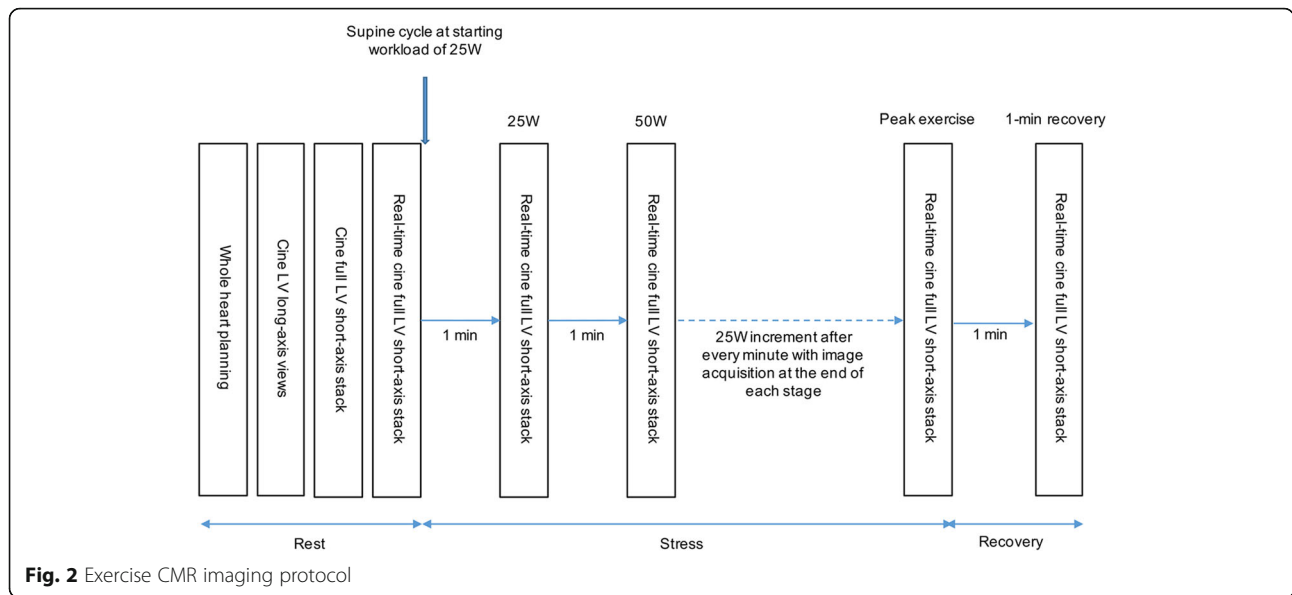 Supine cycle at starting
workload of 25W
25W
50W
Peak exercise
1-min recovery
Whole heart planning
Cine LV long-axis views
Cine full LV short-axis stack
Real-time cine full LV short-axis stack
1 min
Real-time cine full LV short-axis stack
1 min
Real-time cine full LV short-axis stack
25W increment after
every minute with image
acquisition at the end of
each stage
Real-time cine full LV short-axis stack
1 min
Real-time cine full LV short-axis stack
Rest
Stress
Recovery
Fig. 2 Exercise CMR imaging protocol